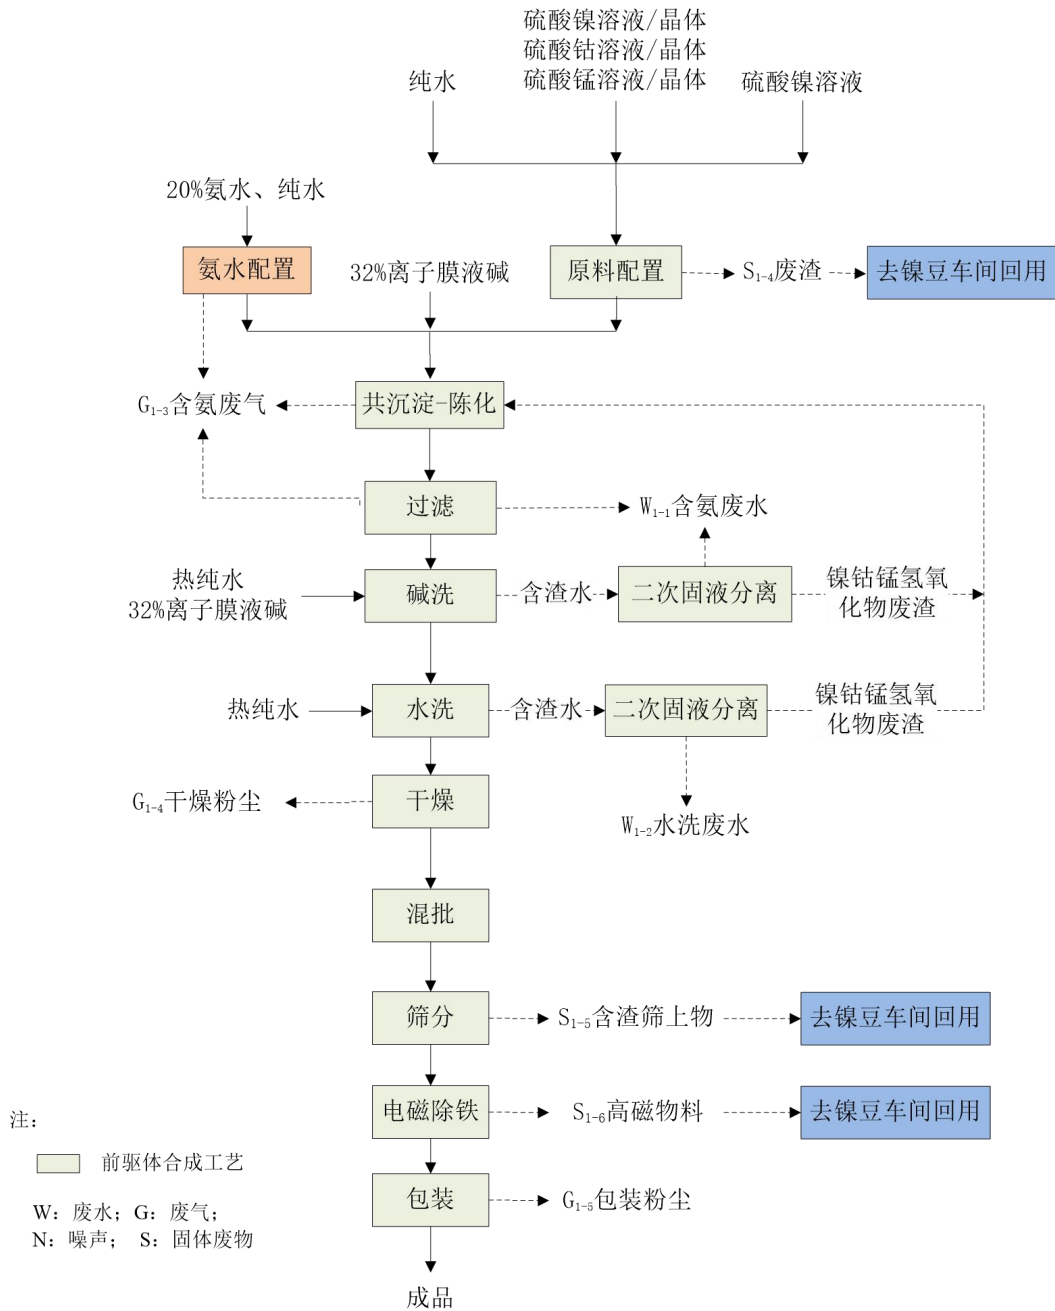 硫酸镍溶液/晶体
硫酸钴溶液/晶体
硫酸锰溶液/晶体
纯水
硫酸镍溶液
20%氨水、纯水
氨水配置
32%离子膜液碱
原料配置
S1-4废渣
去镍豆车间回用
G1-3含氨废气
共沉淀-陈化
过滤
W1-1含氨废水
热纯水
32%离子膜液碱
碱洗
含渣水
二次固液分离
镍钴锰氢氧
化物废渣
热纯水
水洗
含渣水
二次固液分离
镍钴锰氢氧
化物废渣
G1-4干燥粉尘
干燥
W1-2水洗废水
混批
筛分
S1-5含渣筛上物
去镍豆车间回用
电磁除铁
S1-6高磁物料
去镍豆车间回用
注：
前驱体合成工艺
包装
G1-5包装粉尘
W：废水；G：废气；
N：噪声； S：固体废物
成品